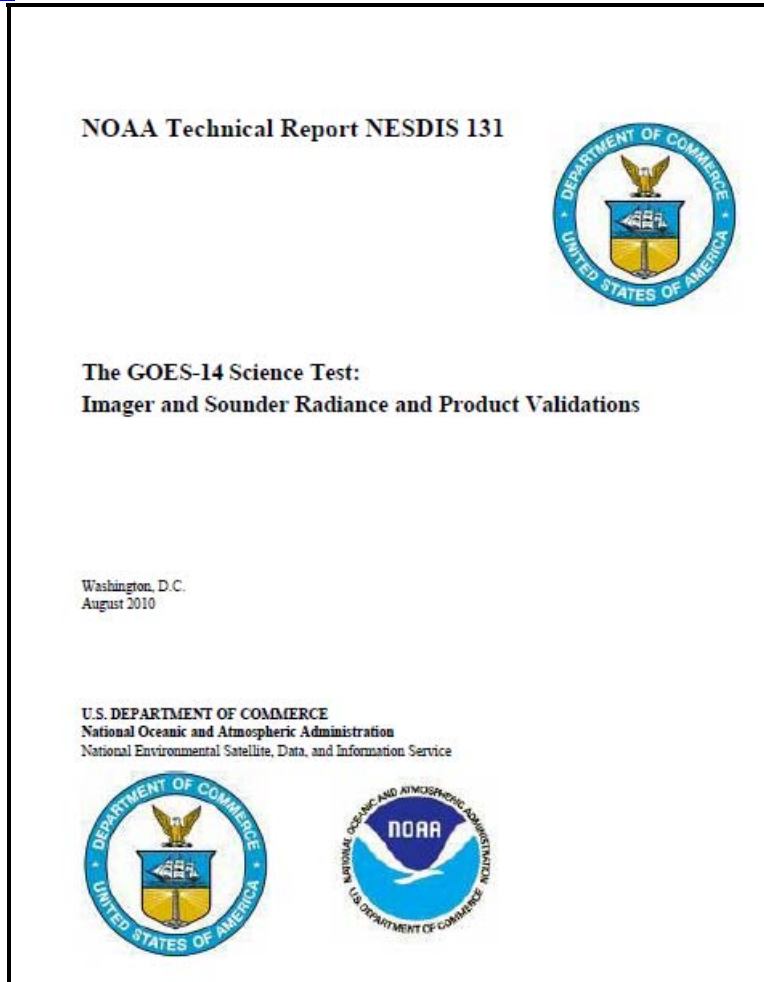 NOAA Technical Report NESDIS 131
DEPARTMENT OF COMMERCE
UNITED STATES OF AMERICA
The GOES-14 Science Test:
Imager and Sounder Radiance and Product Validations
Washington, D.C.
August 2010
U.S. DEPARTMENT OF COMMERCE
National Oceanic and Atmospheric Administration
National Environmental Satellite, Data, and Information Service
DEPARTMENT OF COMMERCE
UNITED STATES OF AMERICA
NATIONAL OCEANIC AND ATMOSPHERIC ADMINISTRATION
NOAA
U.S. DEPARTMENT OF COMMERCE